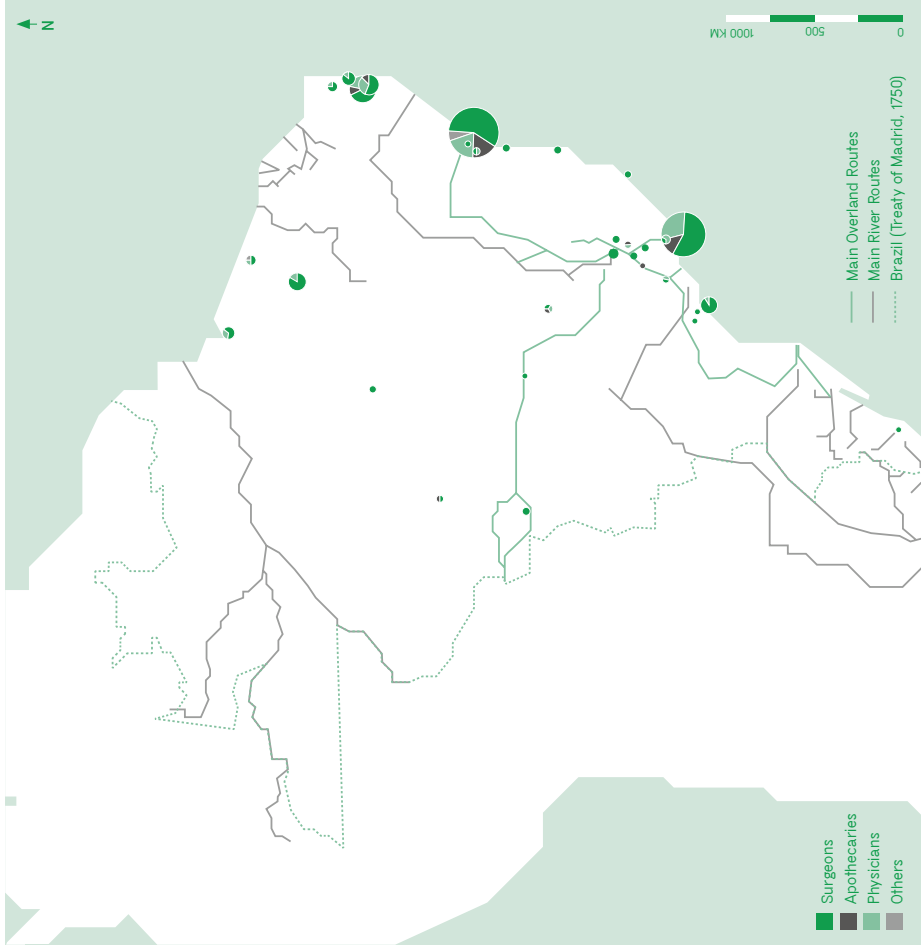 N
1000 KM
500
0
Main Overland Routes
Main River Routes
Brazil (Treaty of Madrid, 1750)
Surgeons
Apothecaries
Physicians
Others